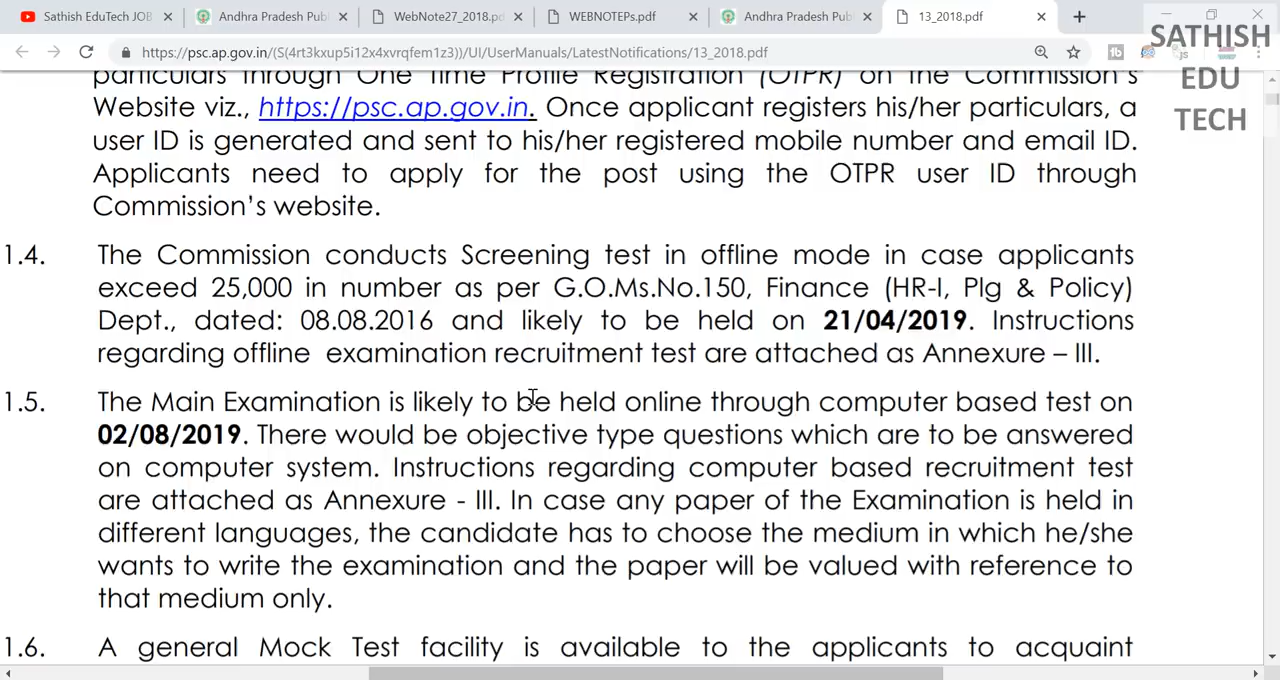 Sathish EduTech JOB
Andhra Pradesh Publ
WebNote27_2018.pd
WEBNOTEPs.pdf
Andhra Pradesh Publ
13_2018.pdf
https://psc.ap.gov.in/(S(4rt3kxup5i12x4xvrqfem1z3))/UI/UserManuals/LatestNotifications/13_2018.pdf
SATHISH
EDU
TECH
particulars through One Time Profile Registration (OTPR) on the Commission's
Website viz., https://psc.ap.gov.in. Once applicant registers his/her particulars, a
user ID is generated and sent to his/her registered mobile number and email ID.
Applicants need to apply for the post using the OTPR user ID through
Commission's website.
1.4. The Commission conducts Screening test in offline mode in case applicants
exceed 25,000 in number as per G.O.Ms.No.150, Finance (HR-I, Plg & Policy)
Dept., dated: 08.08.2016 and likely to be held on 21/04/2019. Instructions
regarding offline examination recruitment test are attached as Annexure – III.
1.5. The Main Examination is likely to be held online through computer based test on
02/08/2019. There would be objective type questions which are to be answered
on computer system. Instructions regarding computer based recruitment test
are attached as Annexure - III. In case any paper of the Examination is held in
different languages, the candidate has to choose the medium in which he/she
wants to write the examination and the paper will be valued with reference to
that medium only.
1.6. A general Mock Test facility is available to the applicants to acquaint